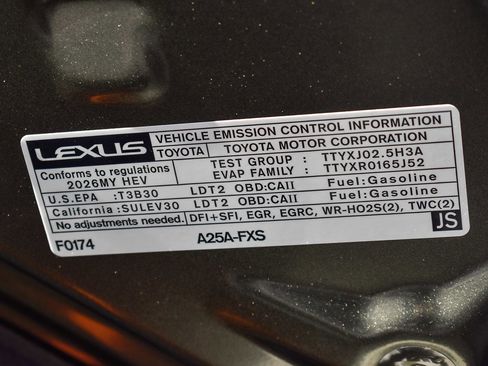 LEXUS VEHICLE EMISSION CONTROL INFORMATION
TOYOTA TOYOTA MOTOR CORPORATION
Conforms to regulations TEST GROUP : TTYXJ02.5H3A
2026MY HEV EVAP FAMILY : TTYXR0165J52
U.S.EPA : T3B30 LDT2 OBD:CAII Fuel:Gasoline
California :SULEV30 LDT2 OBD:CAII Fuel:Gasoline
No adjustments needed. DFI+SFI, EGR, EGRC, WR-HO2S(2), TWC(2)
F0174 A25A-FXS JS